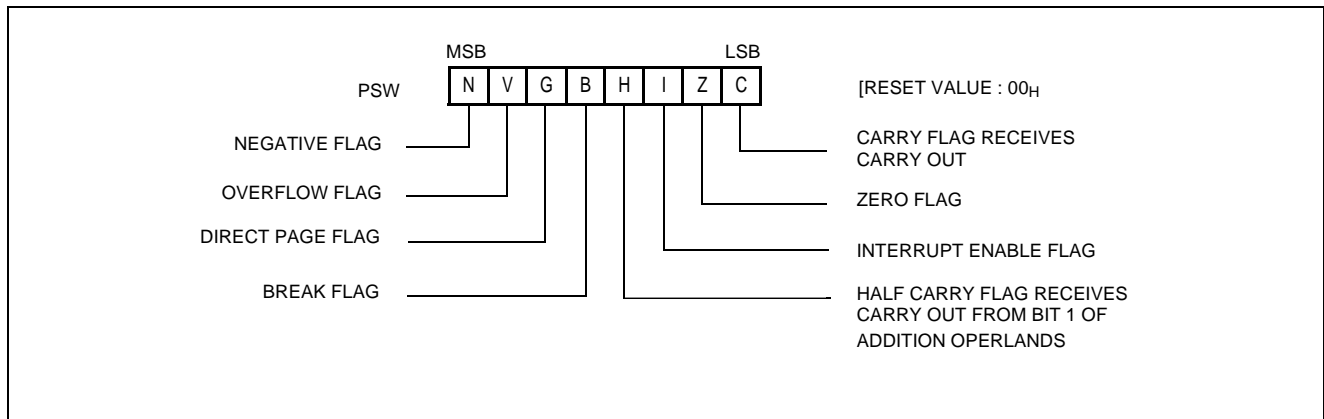 MSB LSB
PSW N V G B H I Z C [RESET VALUE : 00H
NEGATIVE FLAG
OVERFLOW FLAG
DIRECT PAGE FLAG
BREAK FLAG
CARRY FLAG RECEIVES
CARRY OUT
ZERO FLAG
INTERRUPT ENABLE FLAG
HALF CARRY FLAG RECEIVES
CARRY OUT FROM BIT 1 OF
ADDITION OPERLANDS